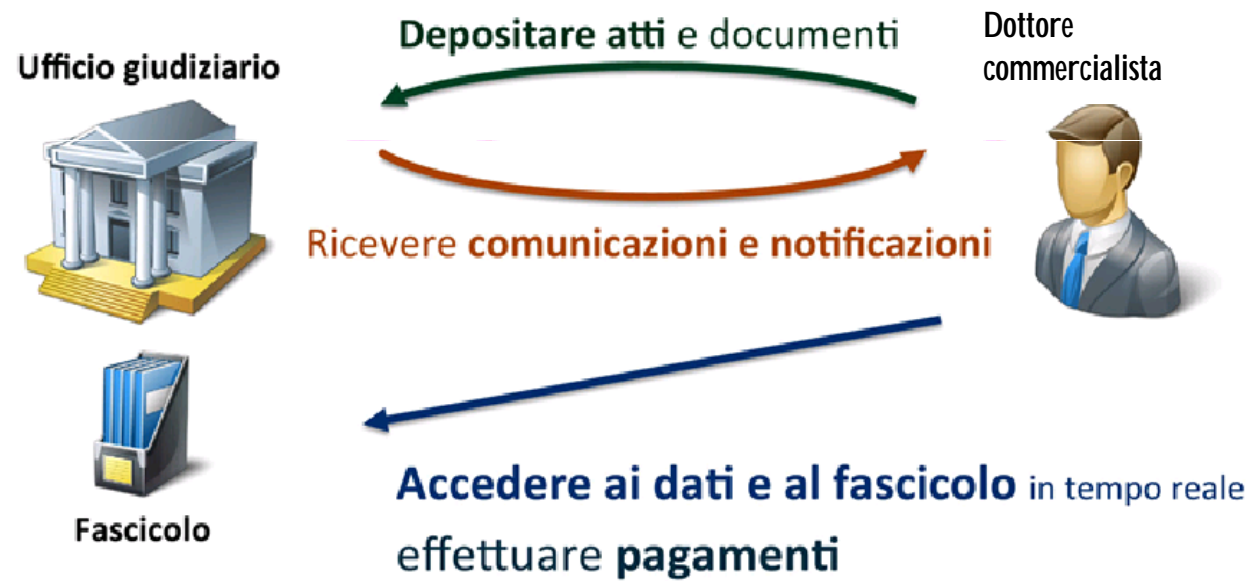 Depositare atti e documenti
Dottore
commercialista
Ufficio giudiziario
Ricevere comunicazioni e notificazioni
Accedere ai dati e al fascicolo in tempo reale
Fascicolo
effettuare pagamenti